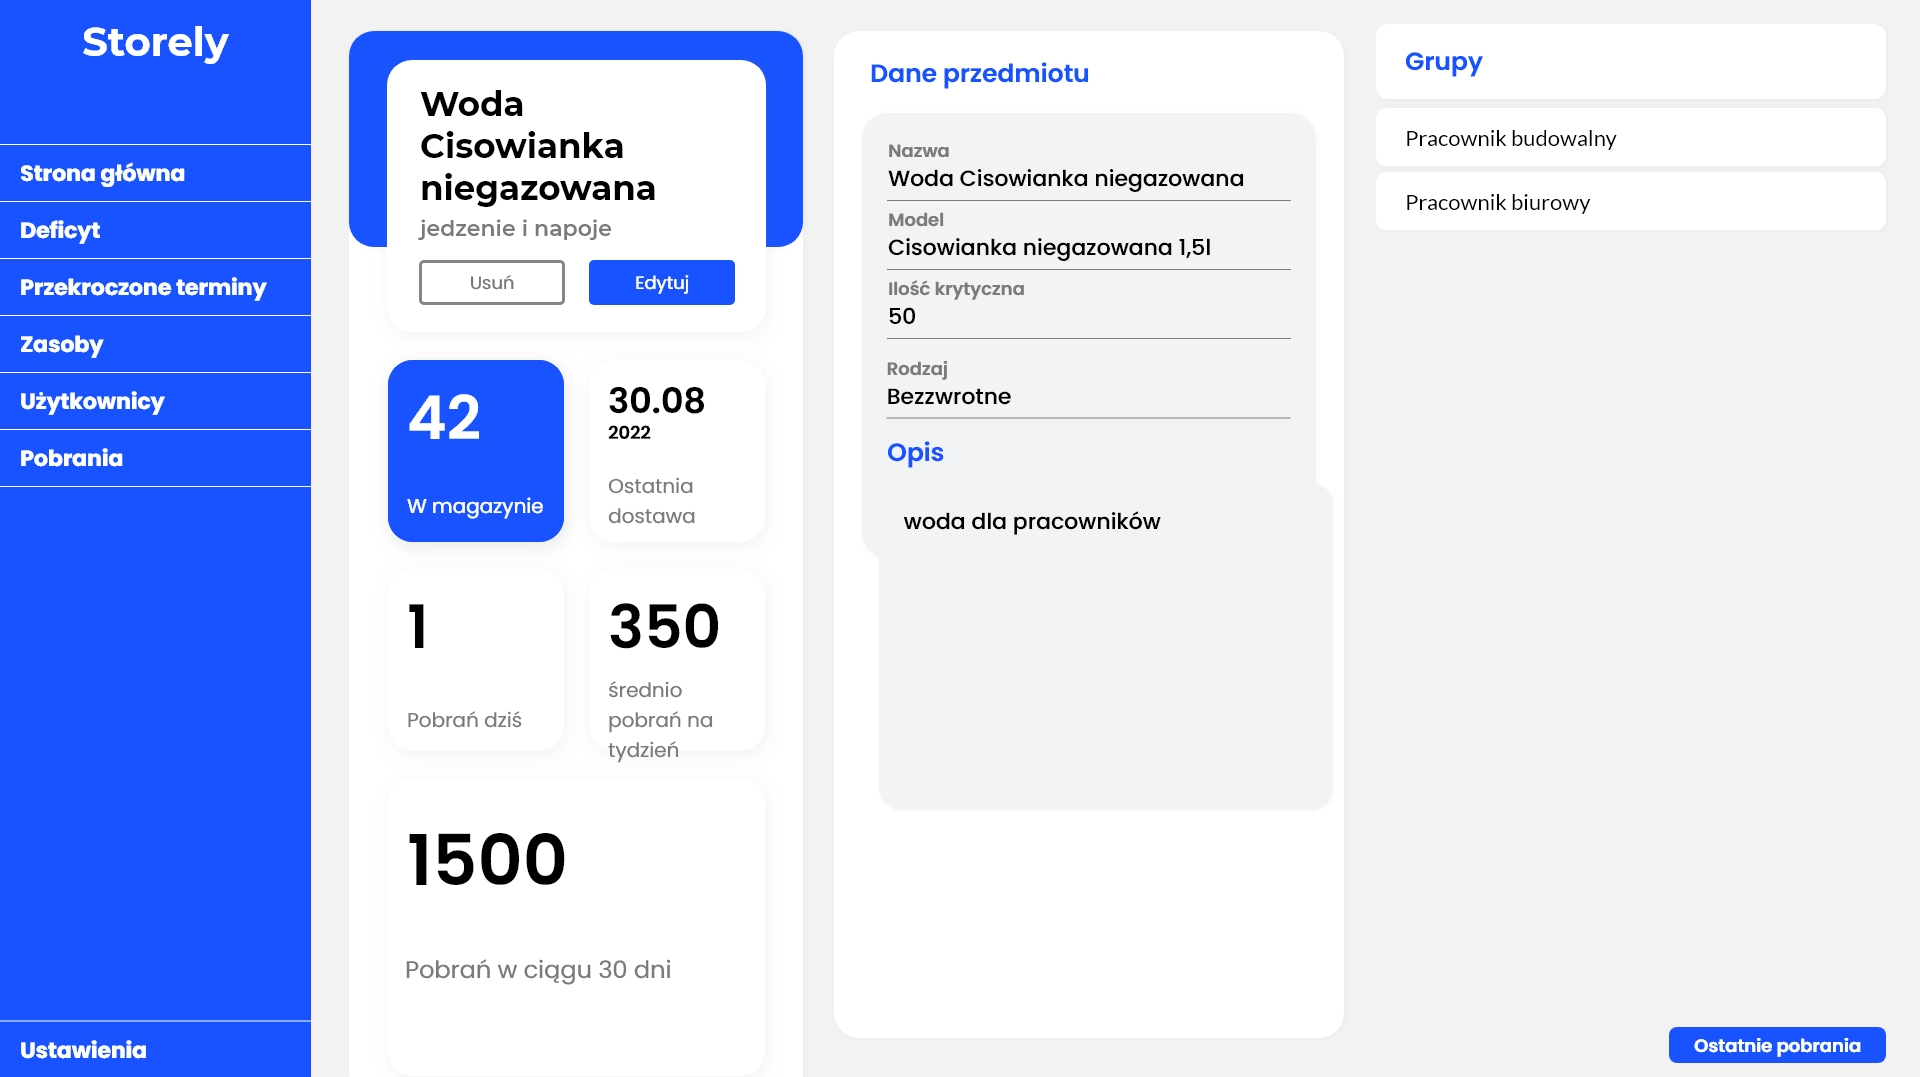 Storely
Strona główna
Deficyt
Przekroczone terminy
Zasoby
Użytkownicy
Pobrania
Ustawienia
Woda
Cisowianka
niegazowana
jedzenie i napoje
Usuń
Edytuj
42
W magazynie
30.08
2022
Ostatnia
dostawa
1
Pobrań dziś
350
średnio
pobrań na
tydzień
1500
Pobrań w ciągu 30 dni
Dane przedmiotu
Nazwa
Woda Cisowianka niegazowana
Model
Cisowianka niegazowana 1,5l
Ilość krytyczna
50
Rodzaj
Bezzwrotne
Opis
woda dla pracowników
Grupy
Pracownik budowalny
Pracownik biurowy
Ostatnie pobrania